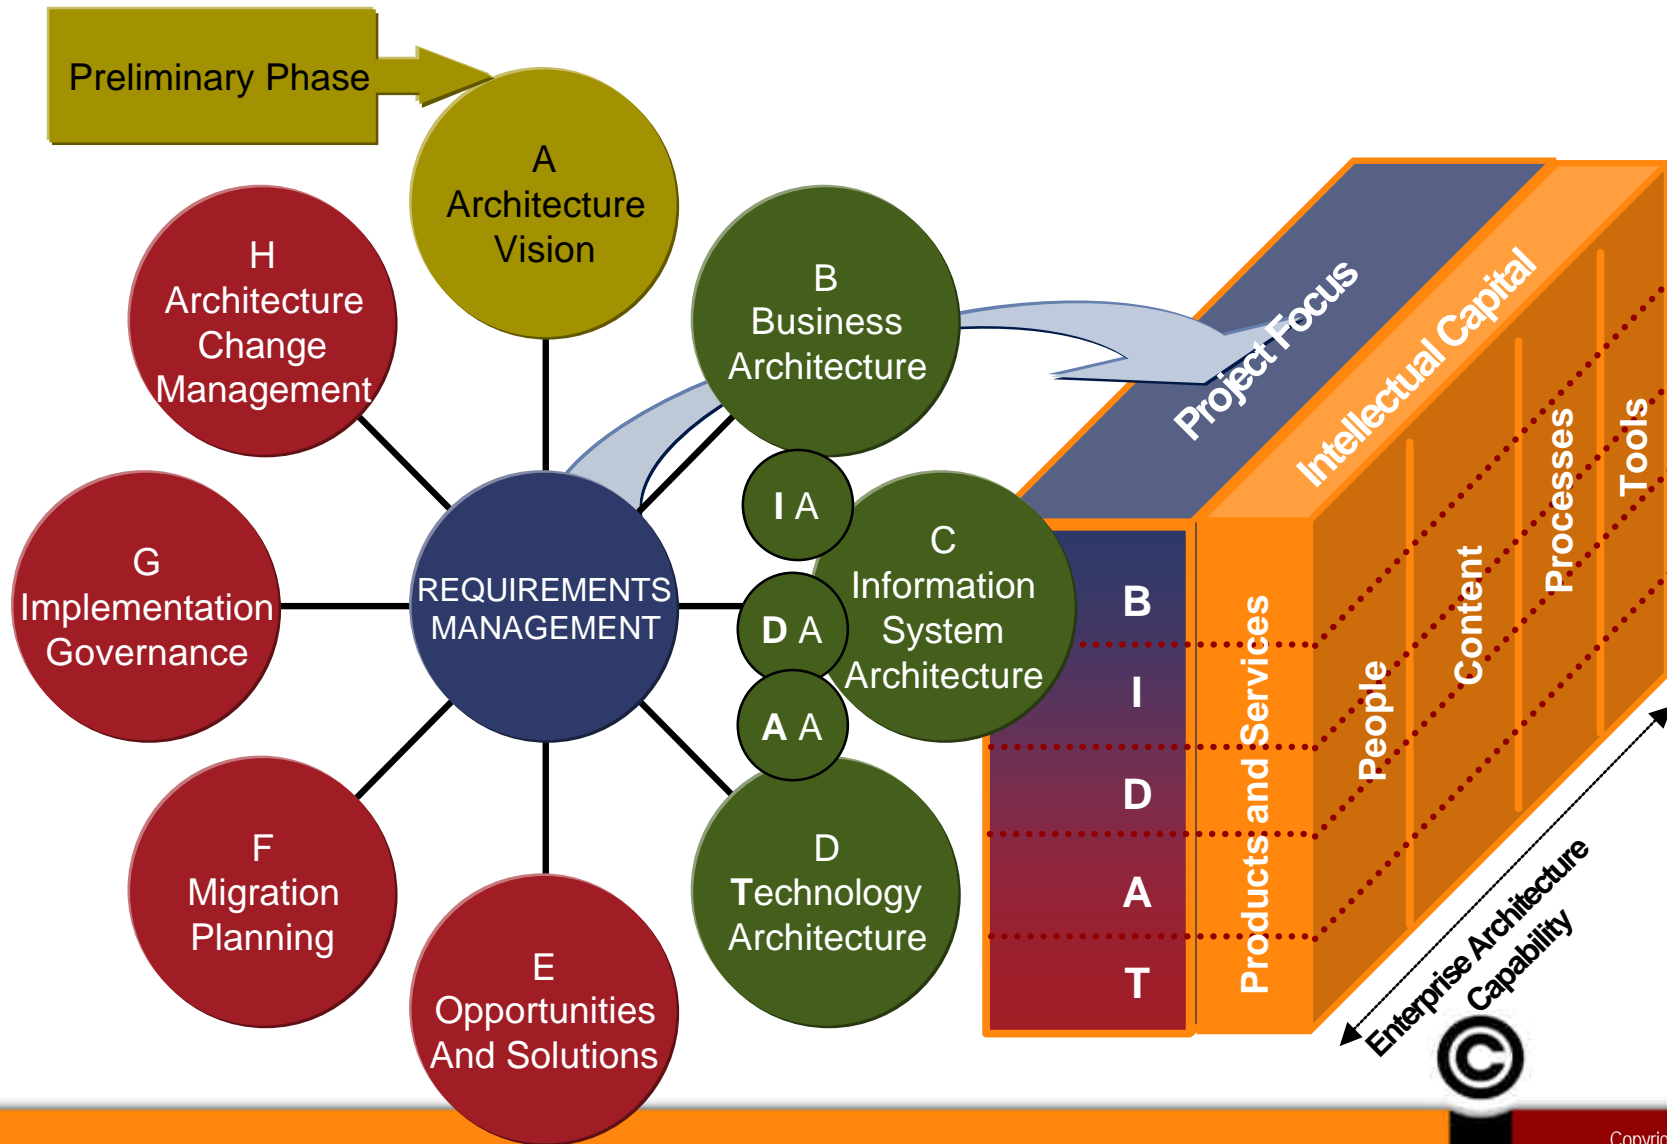 Preliminary Phase
A
Architecture
Vision
H
Architecture
Change
Management
B
Business
Architecture
I A
G
Implementation
Governance
REQUIREMENTS
MANAGEMENT
D A
C
Information
System
Architecture
A A
F
Migration
Planning
D
Technology
Architecture
E
Opportunities
And Solutions
Project Focus
Intellectual Capital
B
I
D
A
T
Products and Services
People
Content
Processes
Tools
Enterprise Architecture
Capability
©